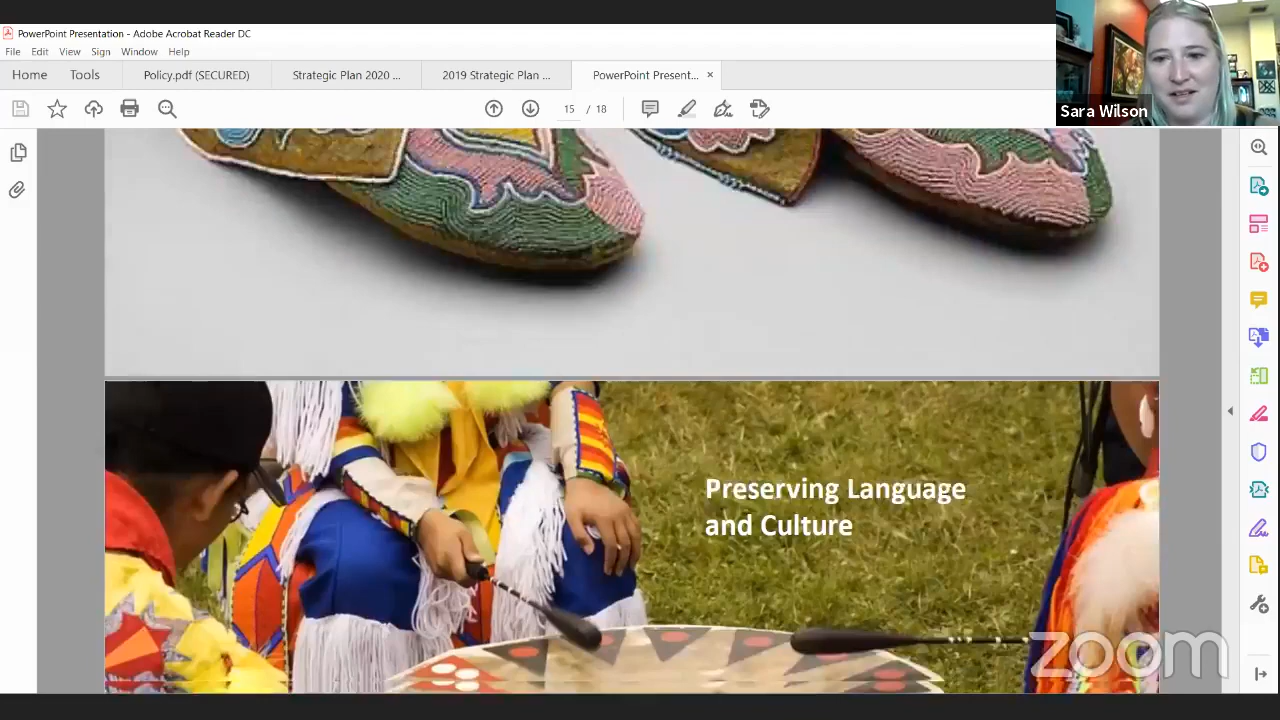 PowerPoint Presentation - Adobe Acrobat Reader DC
File Edit View Sign Window Help
Home Tools Policy.pdf (SECURED) Strategic Plan 2020 ... 2019 Strategic Plan ... PowerPoint Present... ×
15 / 18
Sara Wilson
Preserving Language
and Culture
zoom